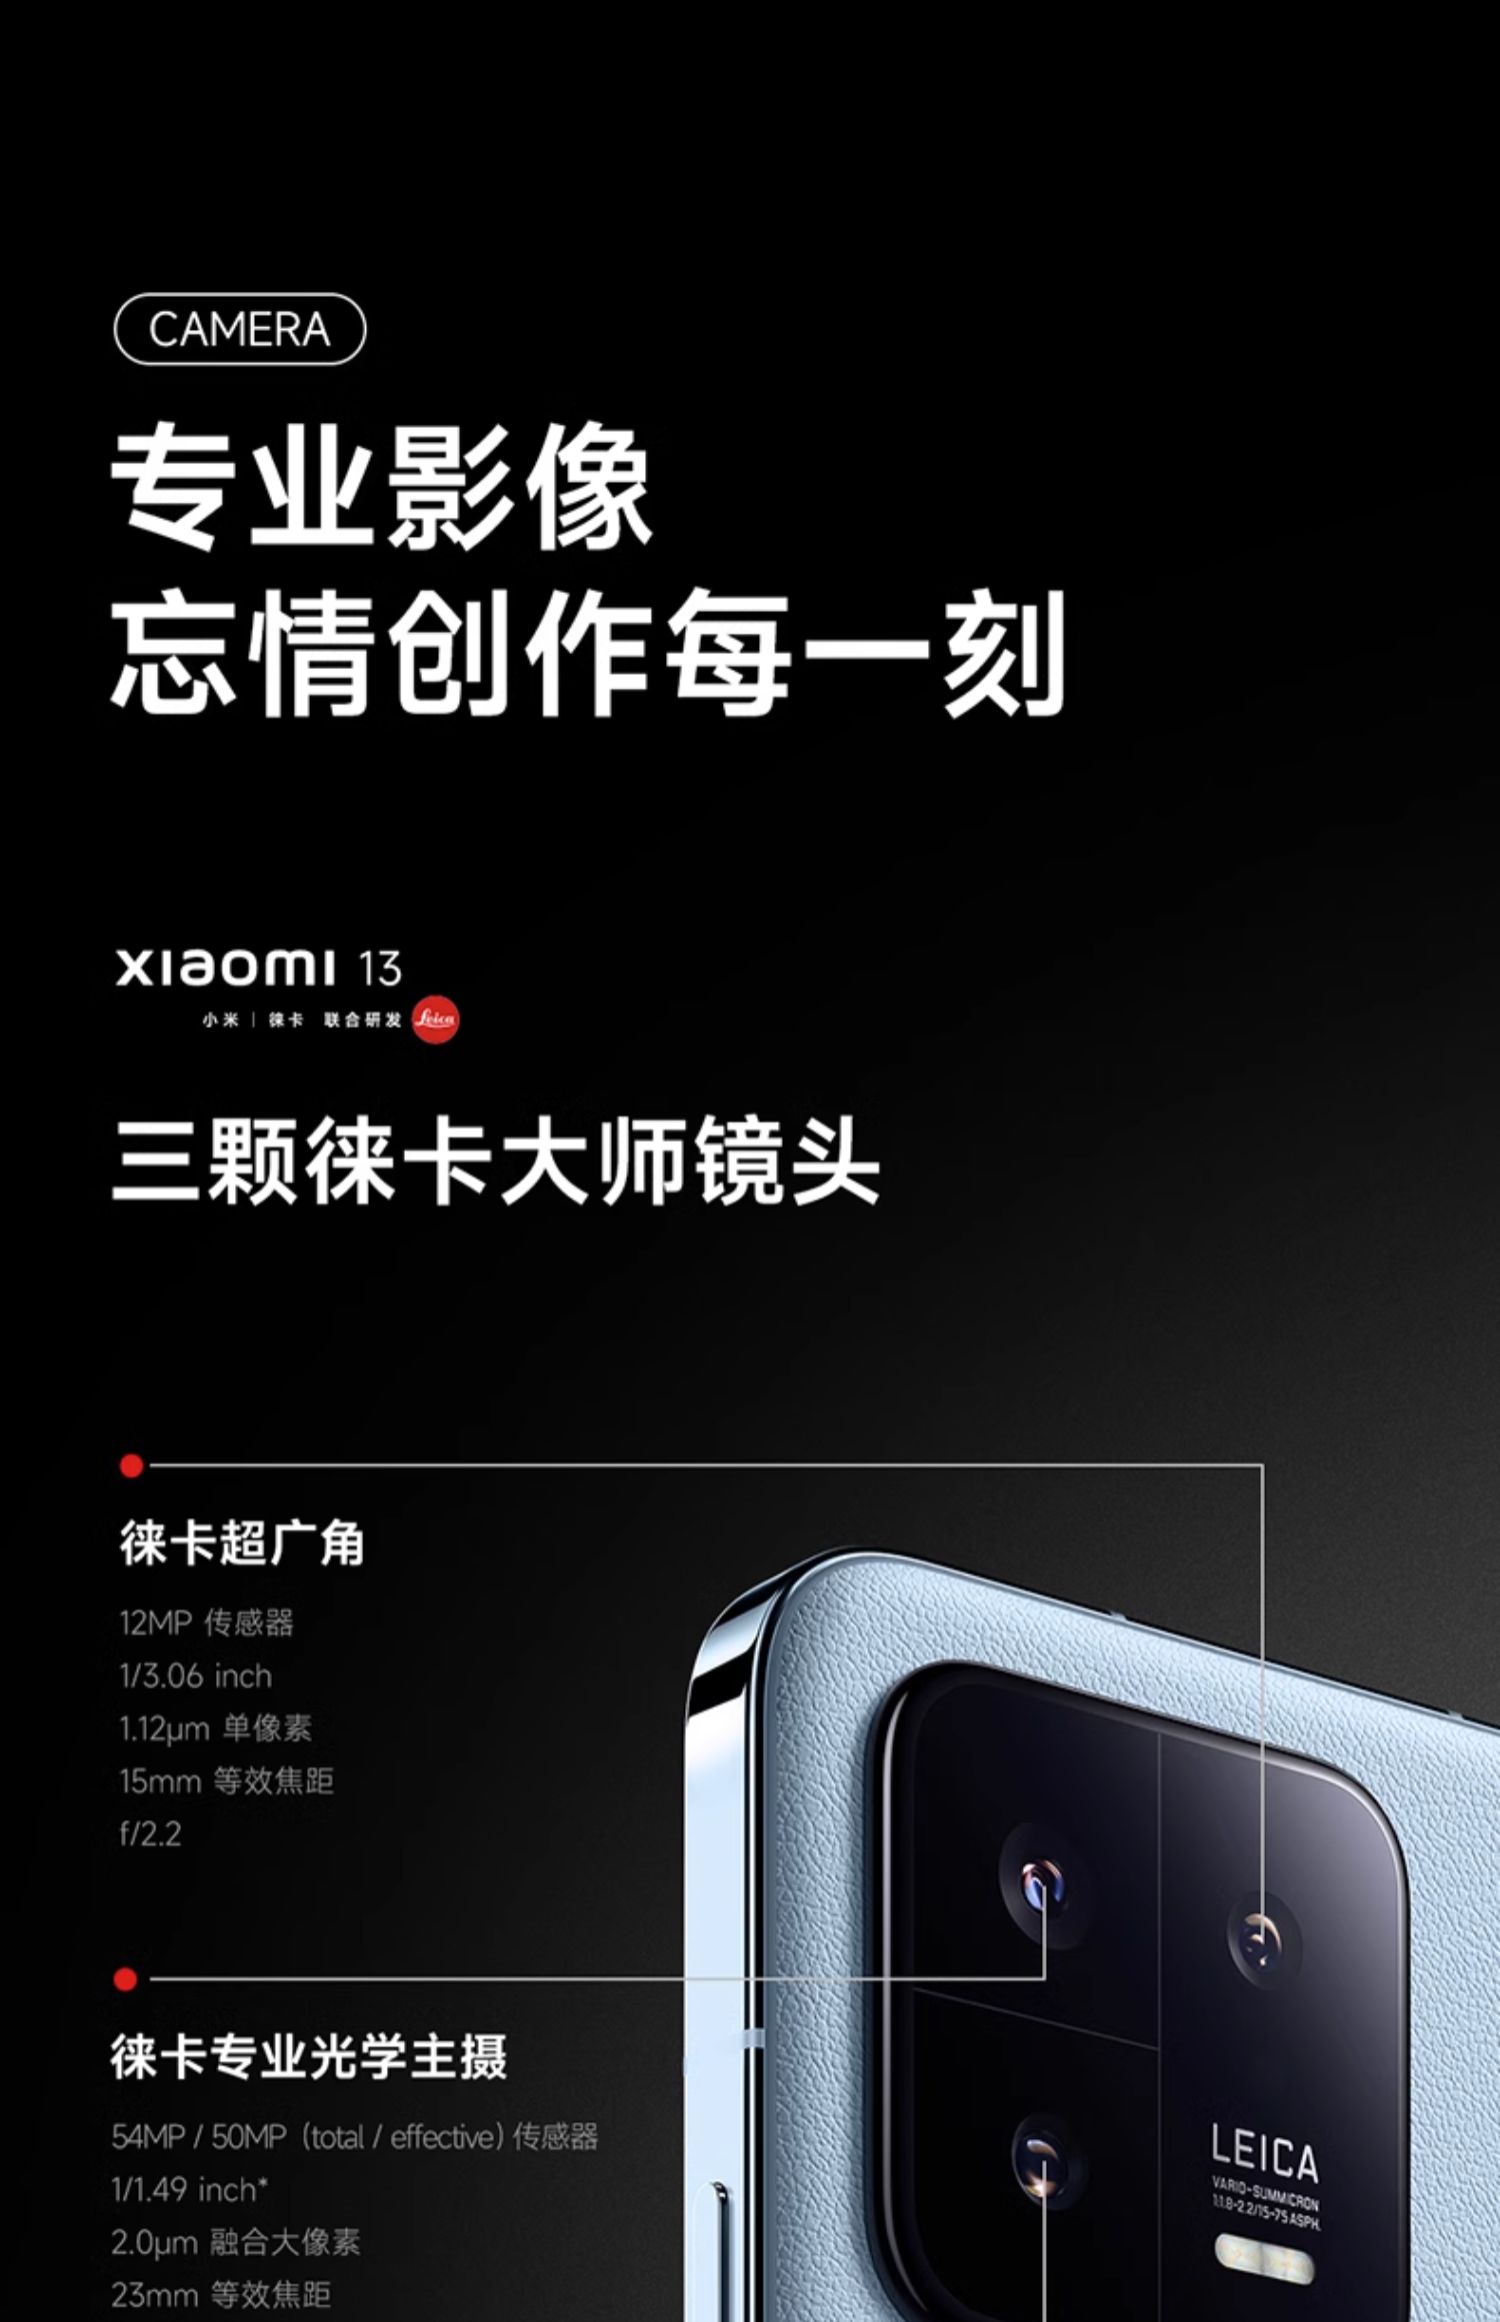 CAMERA
专业影像
忘情创作每一刻
xiaomi 13
小米 | 徕卡 联合研发 Leica
三颗徕卡大师镜头
徕卡超广角
12MP 传感器
1/3.06 inch
1.12μm 单像素
15mm 等效焦距
f/2.2
徕卡专业光学主摄
54MP / 50MP (total / effective) 传感器
1/1.49 inch*
2.0μm 融合大像素
23mm 等效焦距
LEICA
VARIO-SUMMICRON
1:1.8-2.2/15-75 ASPH.